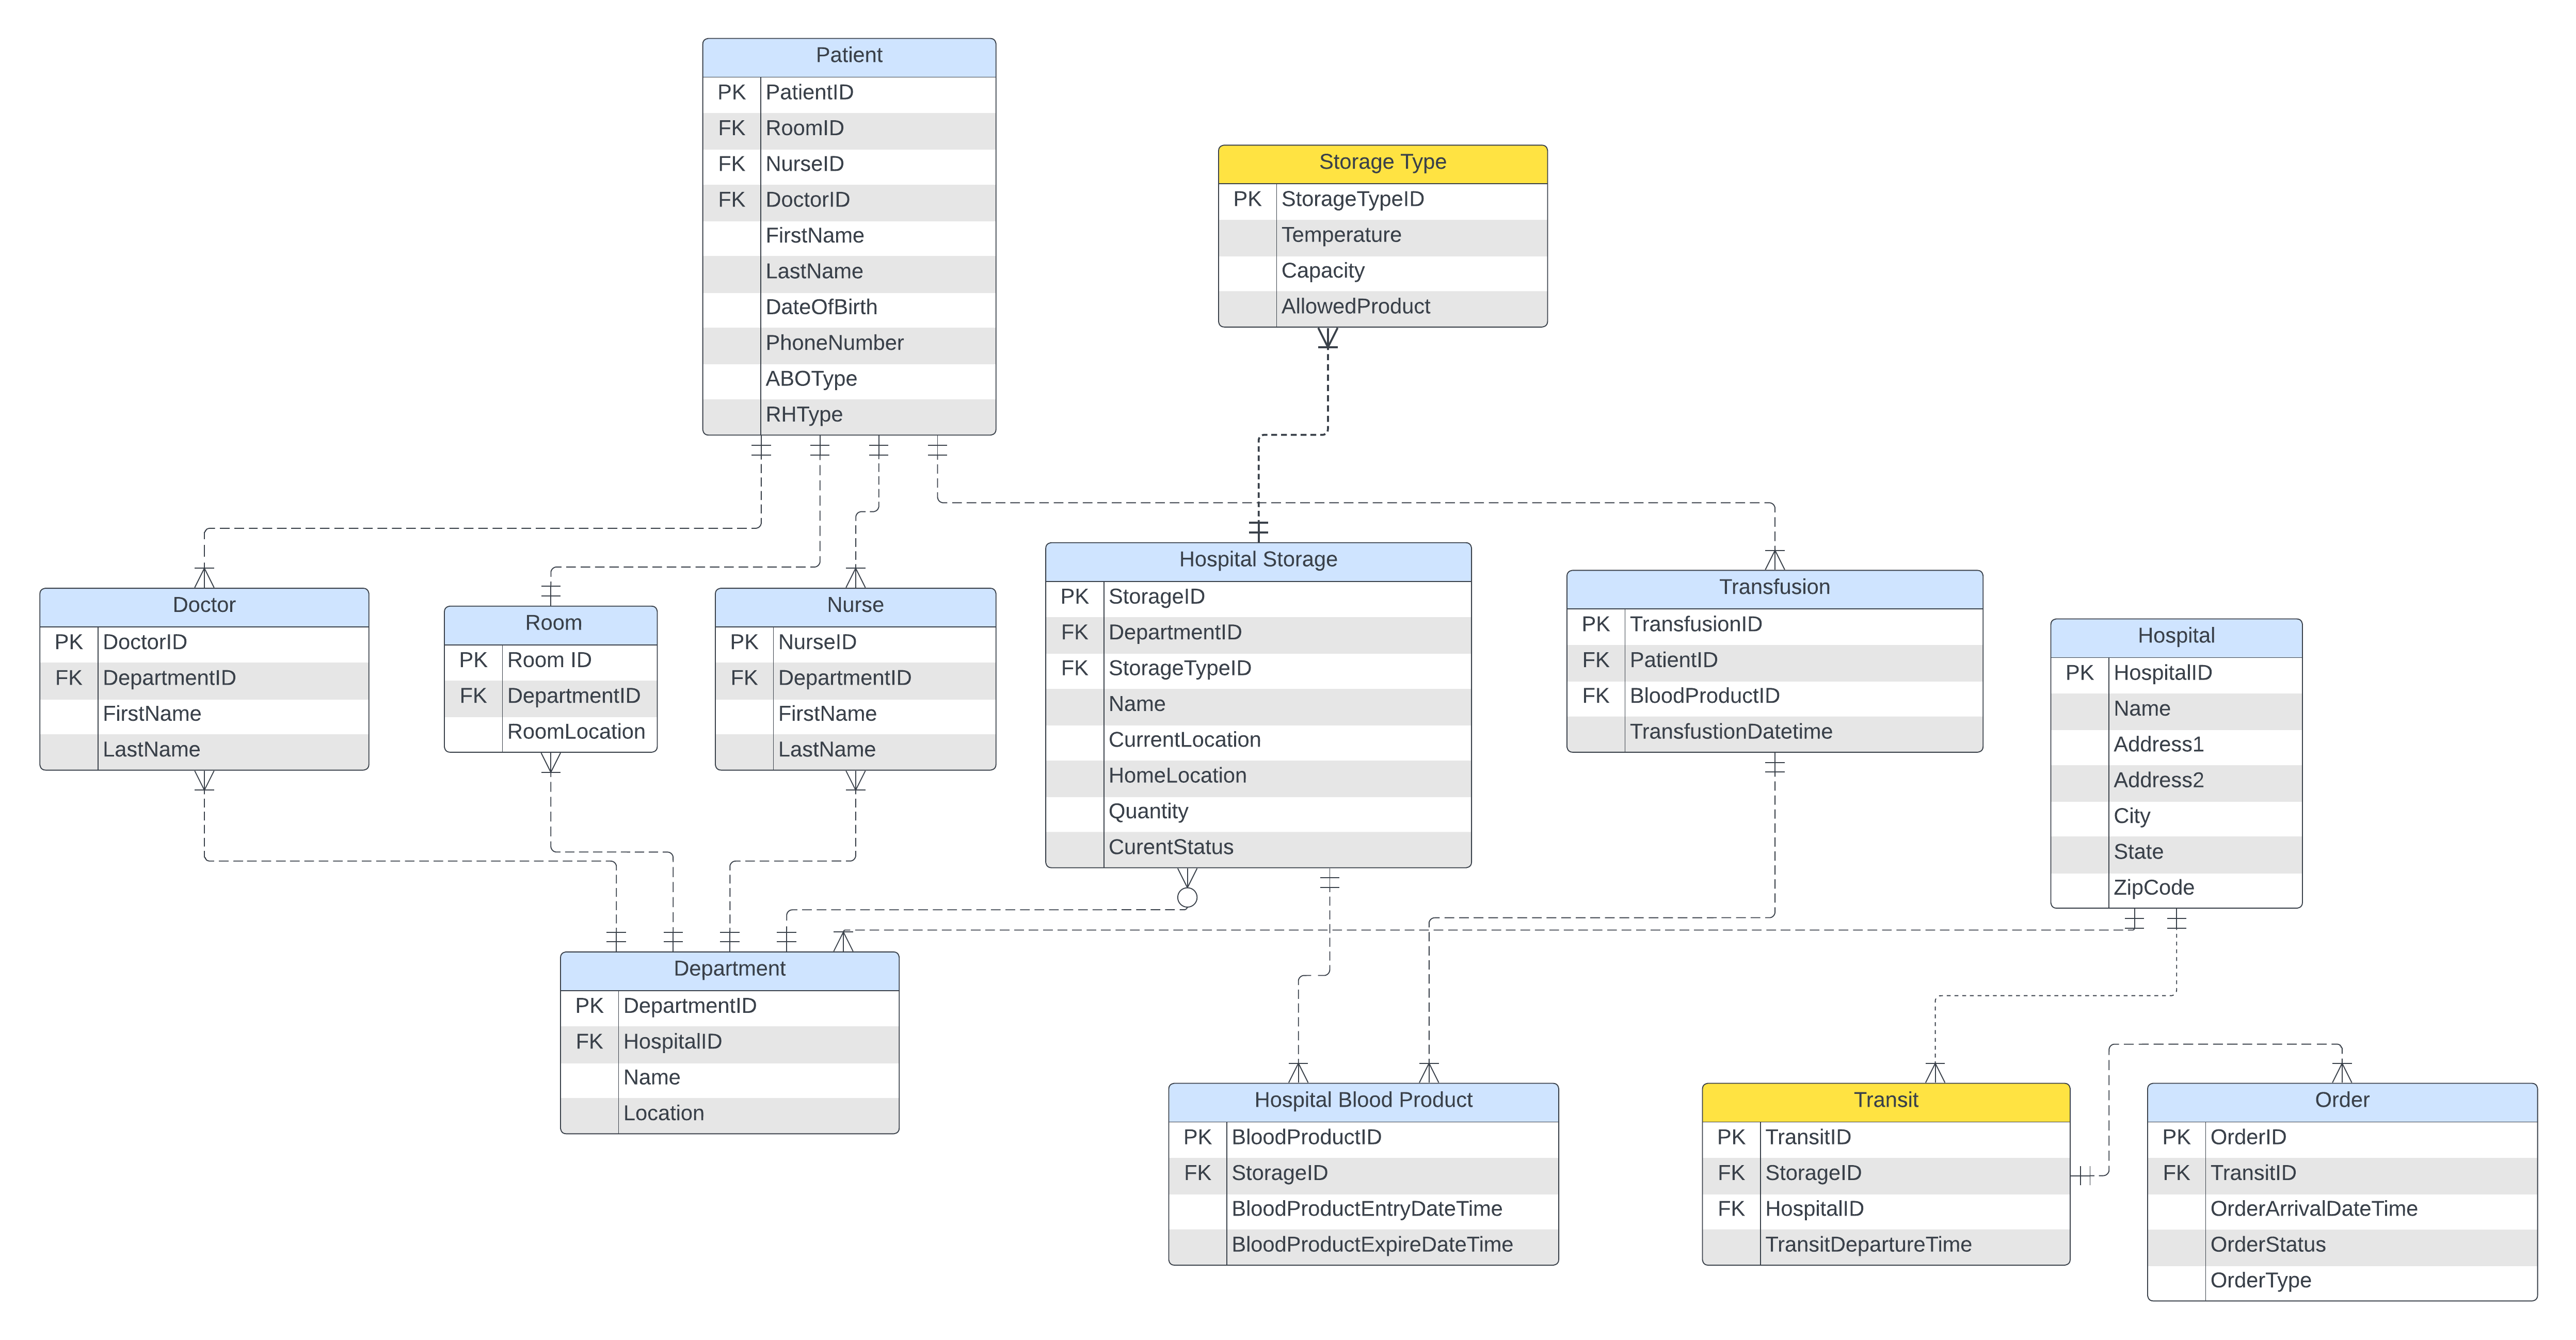 Patient
PK PatientID
FK RoomID
FK NurseID
FK DoctorID
FirstName
LastName
DateOfBirth
PhoneNumber
ABOType
RHType
Storage Type
PK StorageTypeID
Temperature
Capacity
AllowedProduct
Doctor
PK DoctorID
FK DepartmentID
FirstName
LastName
Room
PK Room ID
FK DepartmentID
RoomLocation
Nurse
PK NurseID
FK DepartmentID
FirstName
LastName
Hospital Storage
PK StorageID
FK DepartmentID
FK StorageTypeID
Name
CurrentLocation
HomeLocation
Quantity
CurentStatus
Transfusion
PK TransfusionID
FK PatientID
FK BloodProductID
TransfustionDatetime
Hospital
PK HospitalID
Name
Address1
Address2
City
State
ZipCode
Department
PK DepartmentID
FK HospitalID
Name
Location
Hospital Blood Product
PK BloodProductID
FK StorageID
BloodProductEntryDateTime
BloodProductExpireDateTime
Transit
PK TransitID
FK StorageID
FK HospitalID
TransitDepartureTime
Order
PK OrderID
FK TransitID
OrderArrivalDateTime
OrderStatus
OrderType